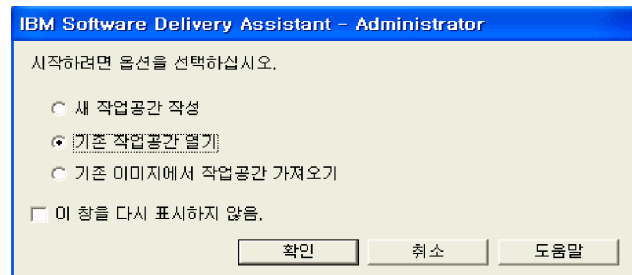 IBM Software Delivery Assistant - Administrator
시작하려면 옵션을 선택하십시오.
새 작업공간 작성
기존 작업공간 열기
기존 이미지에서 작업공간 가져오기
이 창을 다시 표시하지 않음.
확인 취소 도움말